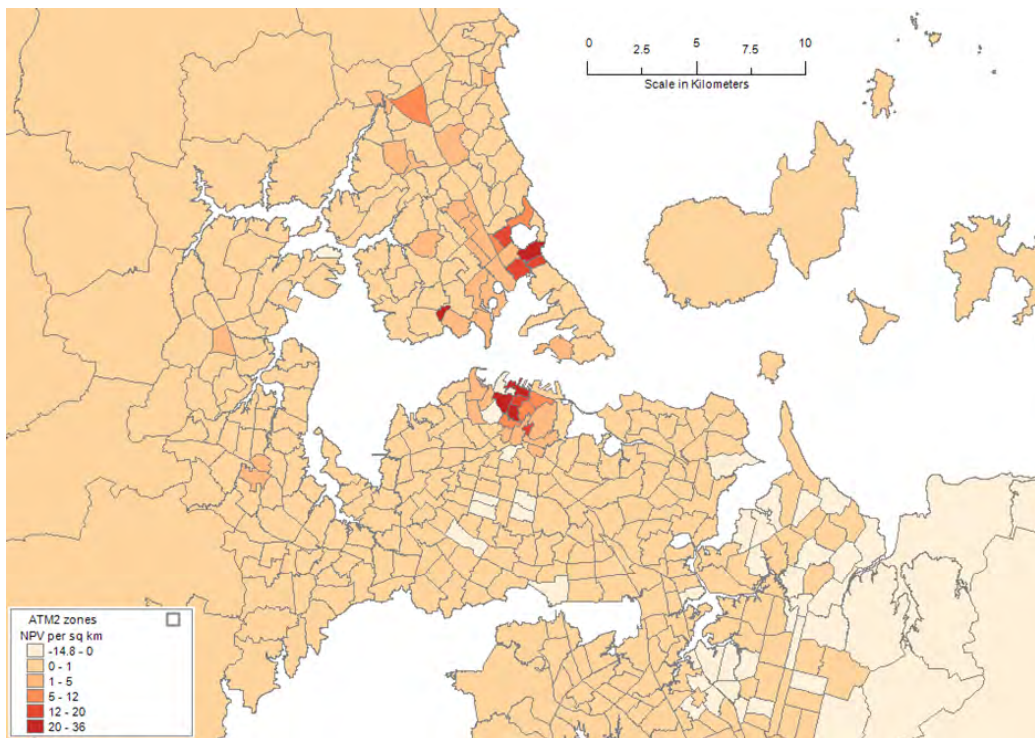 0 2.5 5 7.5 10
Scale in Kilometers
ATM2 zones
NPV per sq km
-14.8 - 0
0 - 1
1 - 5
5 - 12
12 - 20
20 - 36